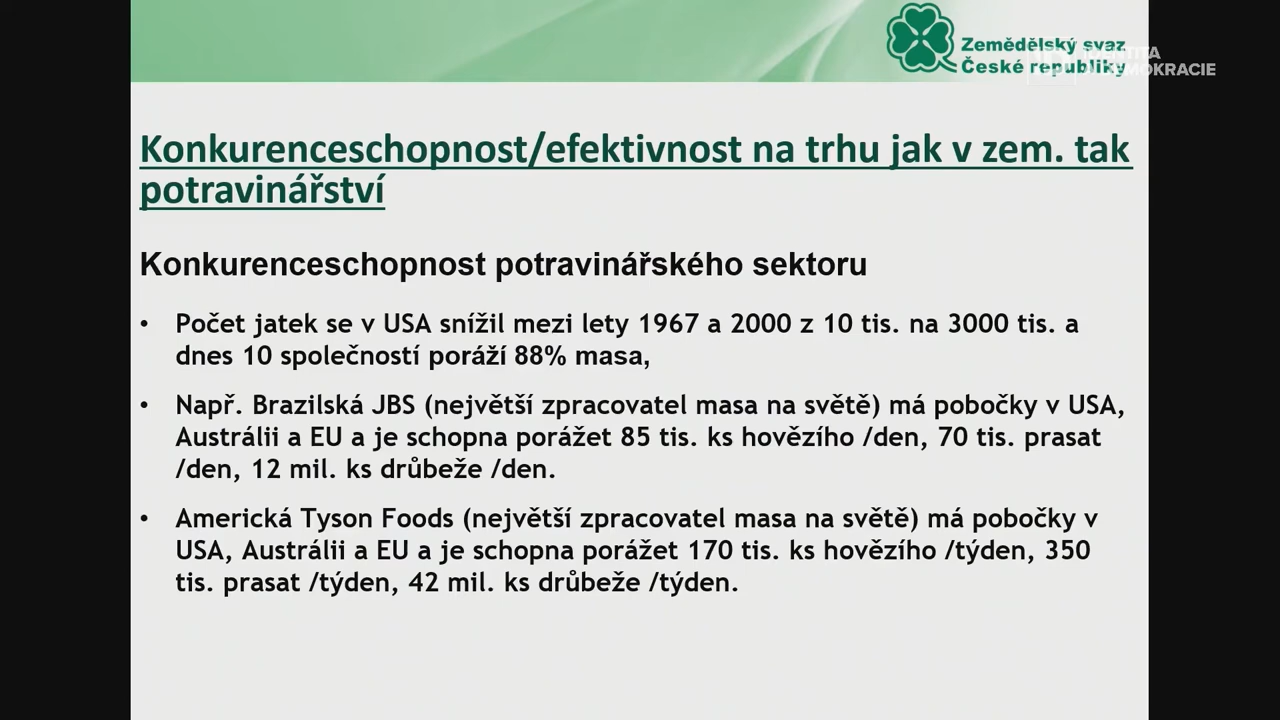 Zemědělský svaz
České republiky
DEMOKRACIE
Konkurenceschopnost/efektivnost na trhu jak v zem. tak
potravinářství
Konkurenceschopnost potravinářského sektoru
• Počet jatek se v USA snížil mezi lety 1967 a 2000 z 10 tis. na 3000 tis. a
dnes 10 společností poráží 88% masa,
• Např. Brazilská JBS (největší zpracovatel masa na světě) má pobočky v USA,
Austrálii a EU a je schopna porážet 85 tis. ks hovězího /den, 70 tis. prasat
/den, 12 mil. ks drůbeže /den.
• Americká Tyson Foods (největší zpracovatel masa na světě) má pobočky v
USA, Austrálii a EU a je schopna porážet 170 tis. ks hovězího /týden, 350
tis. prasat /týden, 42 mil. ks drůbeže /týden.